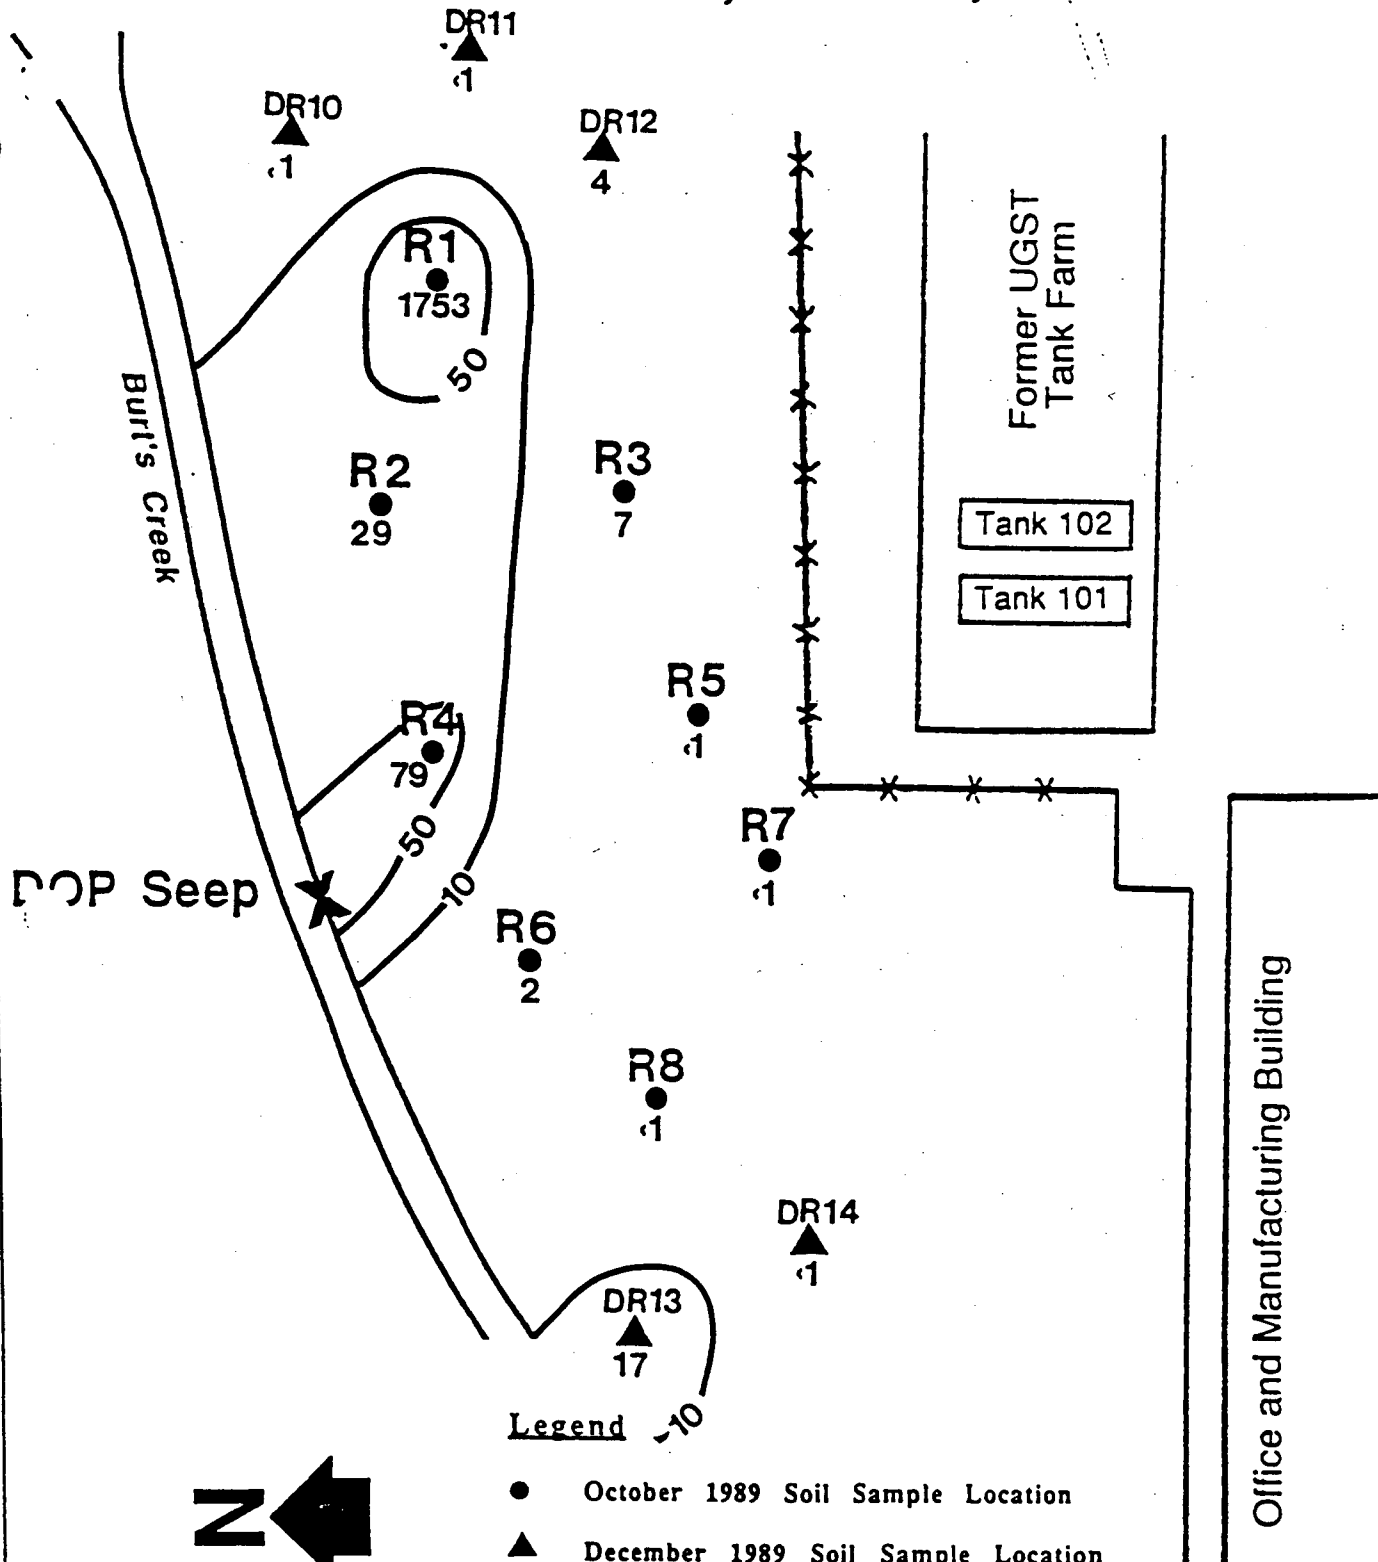 DR11
‹1
DR10
‹1
DR12
4
R1
1753
50
Former UGST
Tank Farm
Burt's Creek
R2
29
R3
7
Tank 102
Tank 101
R5
‹1
R4
79
50
R7
‹1
DOP Seep
10
R6
2
R8
‹1
Office and Manufacturing Building
DR14
‹1
DR13
17
10
Legend
N
● October 1989 Soil Sample Location
▲ December 1989 Soil Sample Location